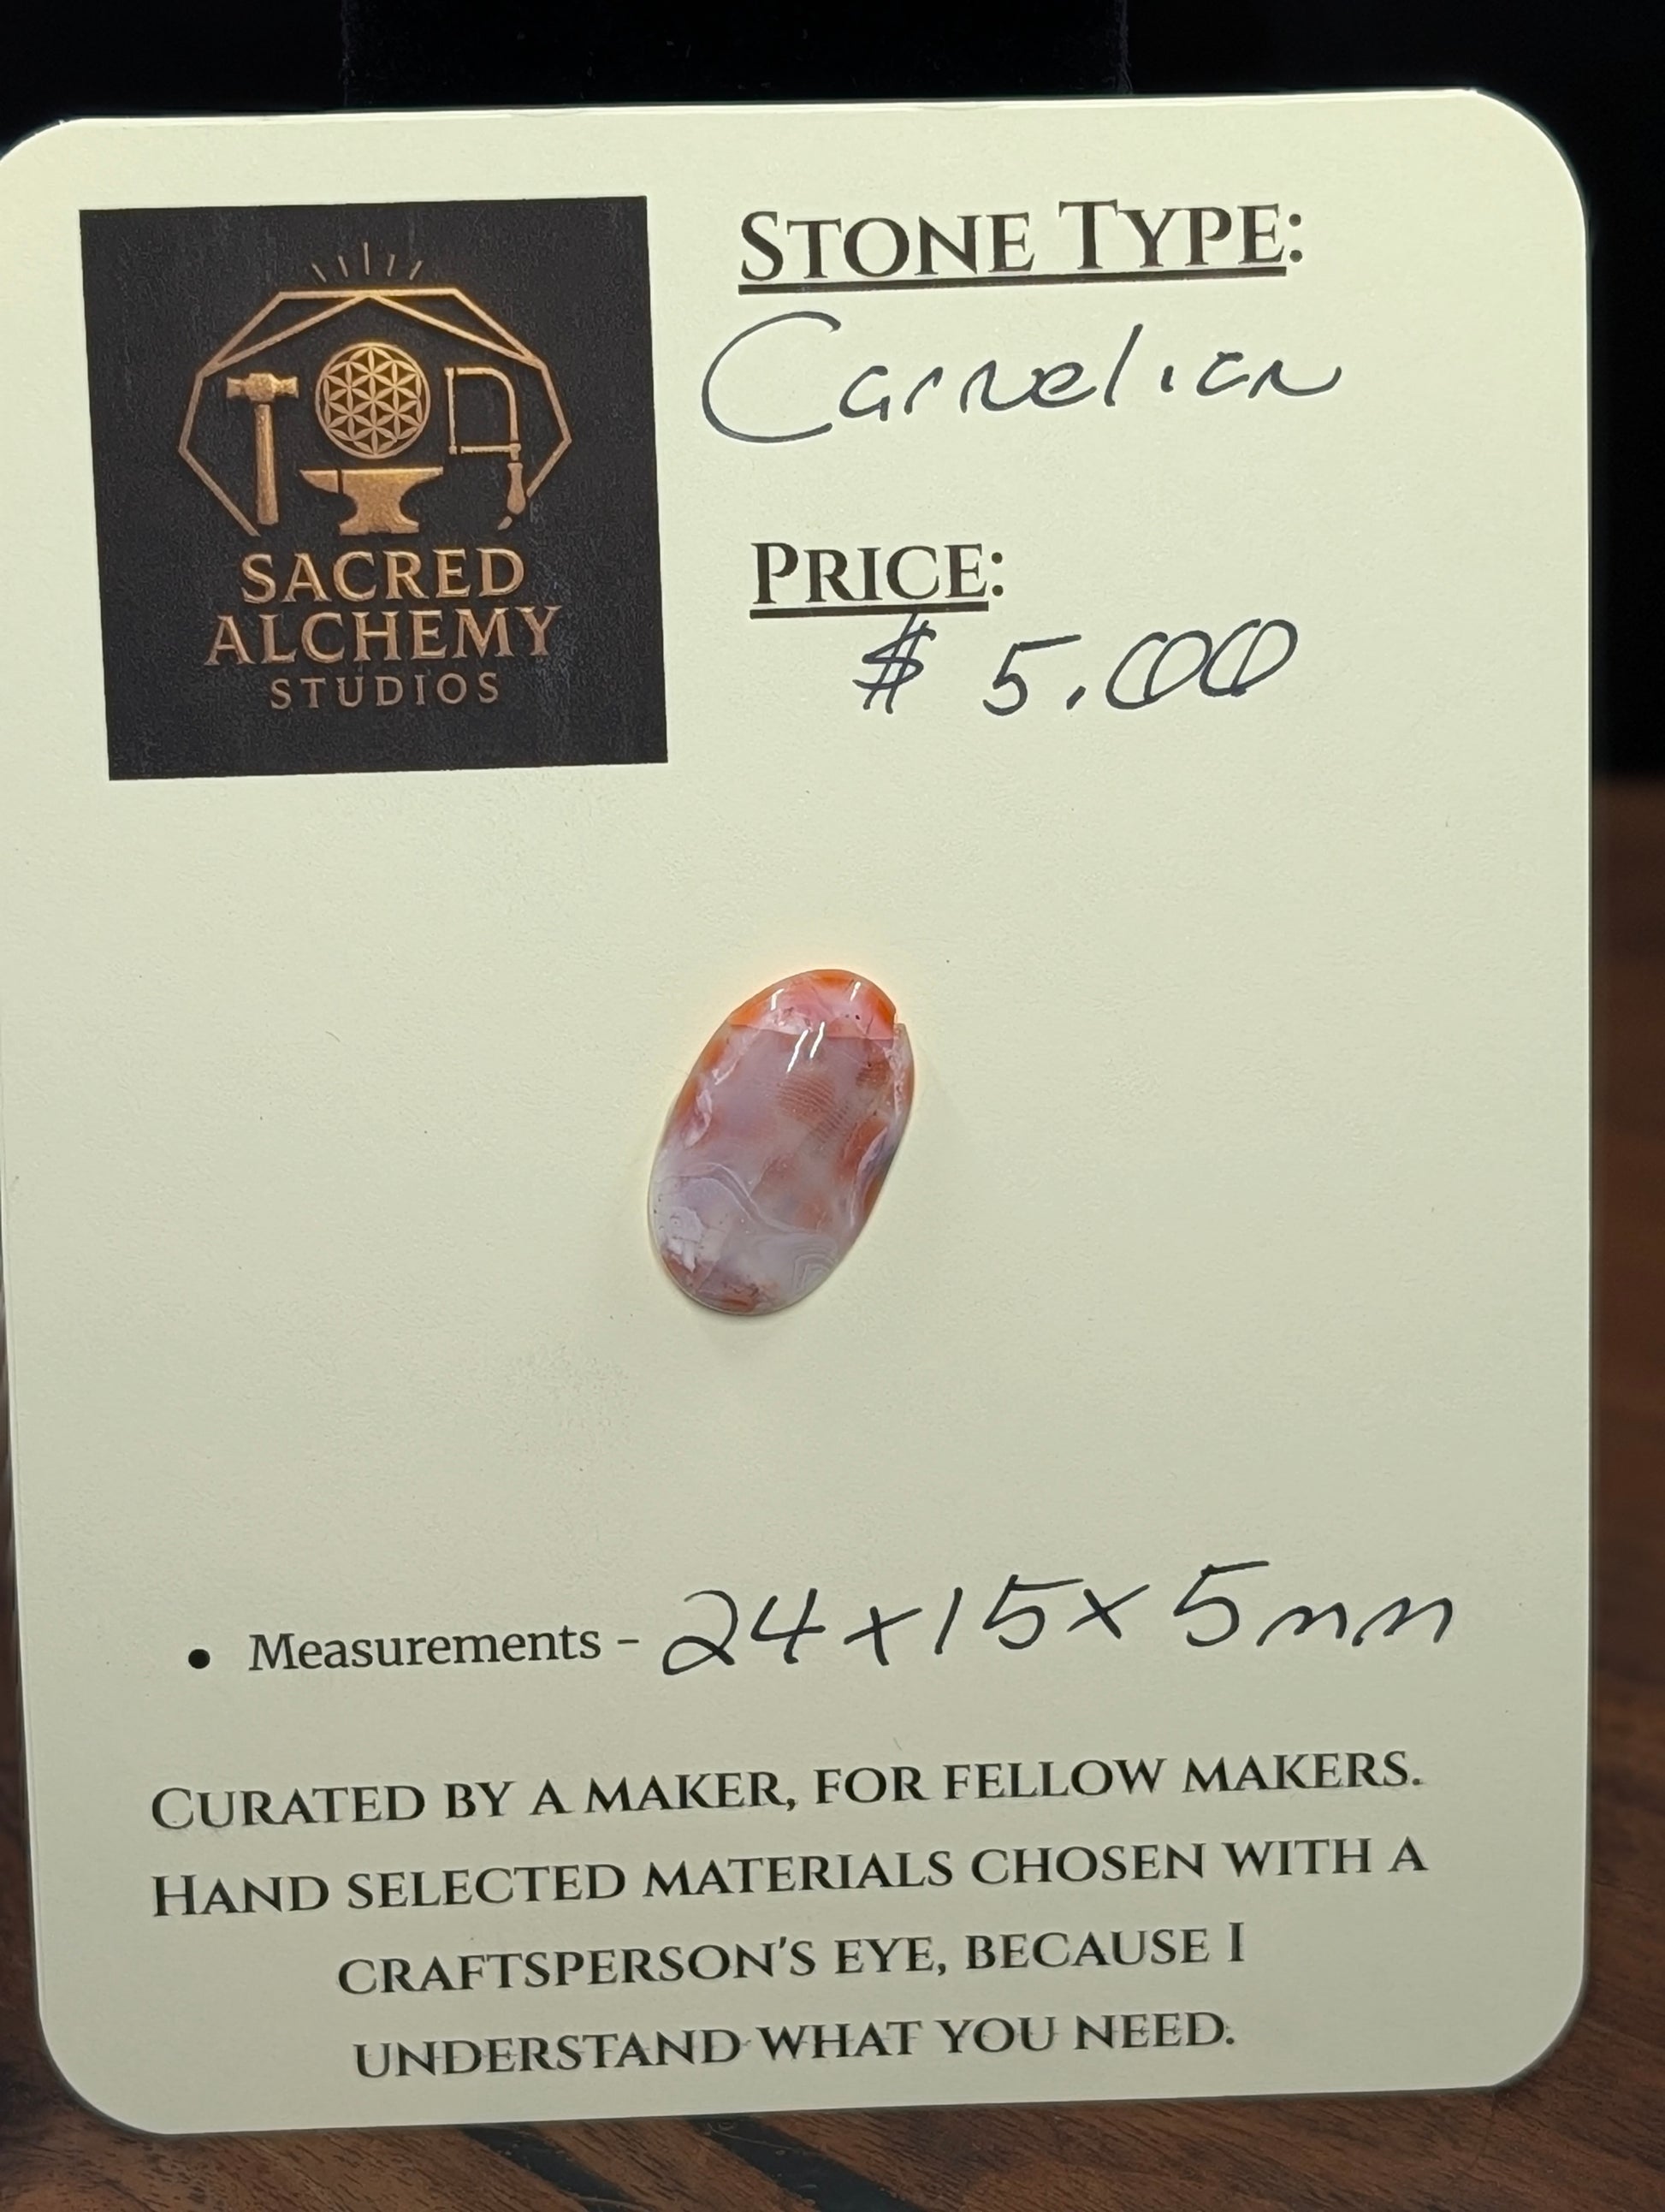 SACRED
ALCHEMY
STUDIOS
STONE TYPE:
Carnelian
PRICE:
$ 5.00
• Measurements - 24x15x5mm
CURATED BY A MAKER, FOR FELLOW MAKERS.
HAND SELECTED MATERIALS CHOSEN WITH A
CRAFTSPERSON'S EYE, BECAUSE I
UNDERSTAND WHAT YOU NEED.